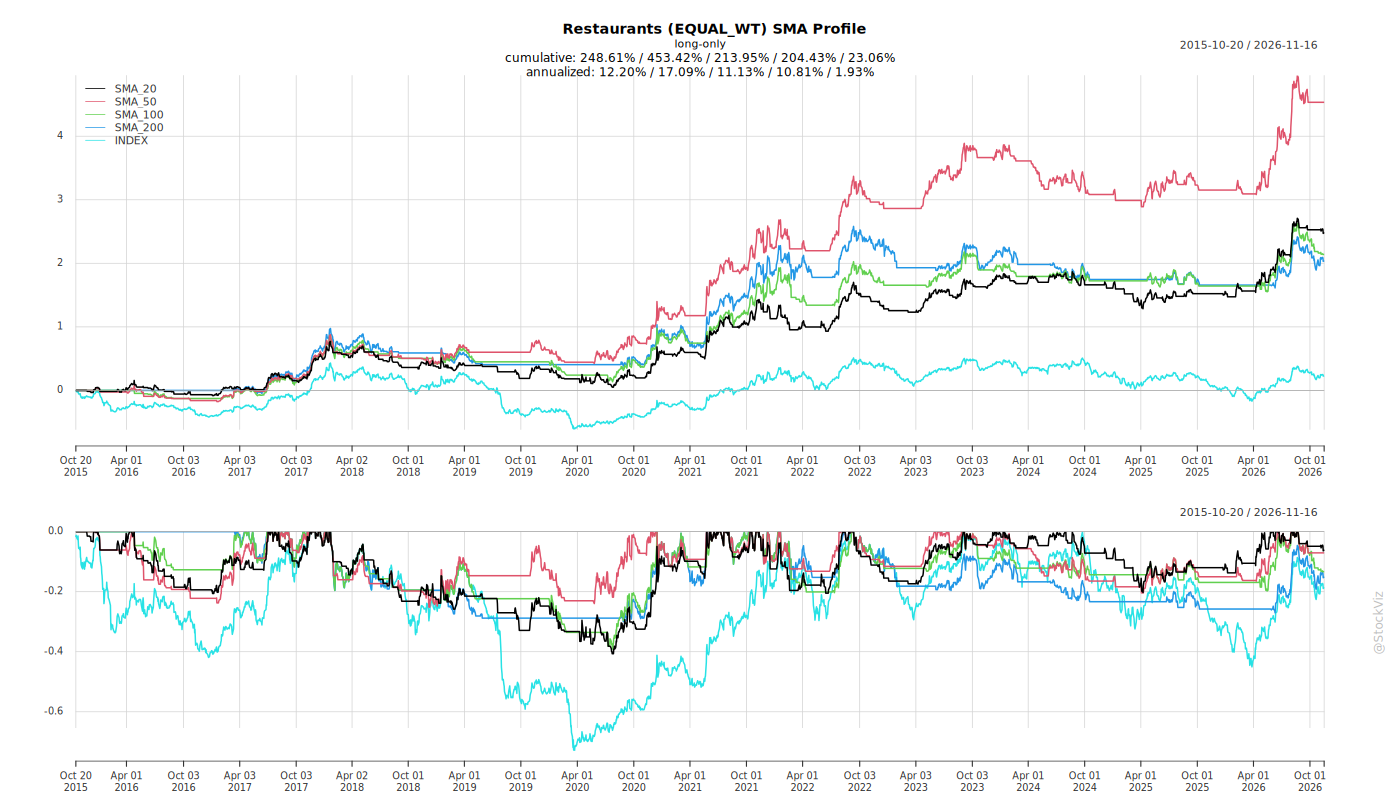 Restaurants (EQUAL_WT) SMA Profile
long-only
cumulative: 248.61% / 453.42% / 213.95% / 204.43% / 23.06%
annualized: 12.20% / 17.09% / 11.13% / 10.81% / 1.93%
2015-10-20 / 2026-11-16
SMA_20
SMA_50
SMA_100
SMA_200
INDEX
4
3
2
1
0
Oct 20 Apr 01 Oct 03 Apr 03 Oct 03 Apr 02 Oct 01 Apr 01 Oct 01 Apr 01 Oct 01 Apr 01 Oct 01 Apr 01 Oct 03 Apr 03 Oct 03 Apr 01 Oct 01 Apr 01 Oct 01 Apr 01 Oct 01
2015 2016 2016 2017 2017 2018 2018 2019 2019 2020 2020 2021 2021 2022 2022 2023 2023 2024 2024 2025 2025 2026 2026
2015-10-20 / 2026-11-16
0.0
-0.2
-0.4
-0.6
Oct 20 Apr 01 Oct 03 Apr 03 Oct 03 Apr 02 Oct 01 Apr 01 Oct 01 Apr 01 Oct 01 Apr 01 Oct 01 Apr 01 Oct 03 Apr 03 Oct 03 Apr 01 Oct 01 Apr 01 Oct 01 Apr 01 Oct 01
2015 2016 2016 2017 2017 2018 2018 2019 2019 2020 2020 2021 2021 2022 2022 2023 2023 2024 2024 2025 2025 2026 2026
@StockViz